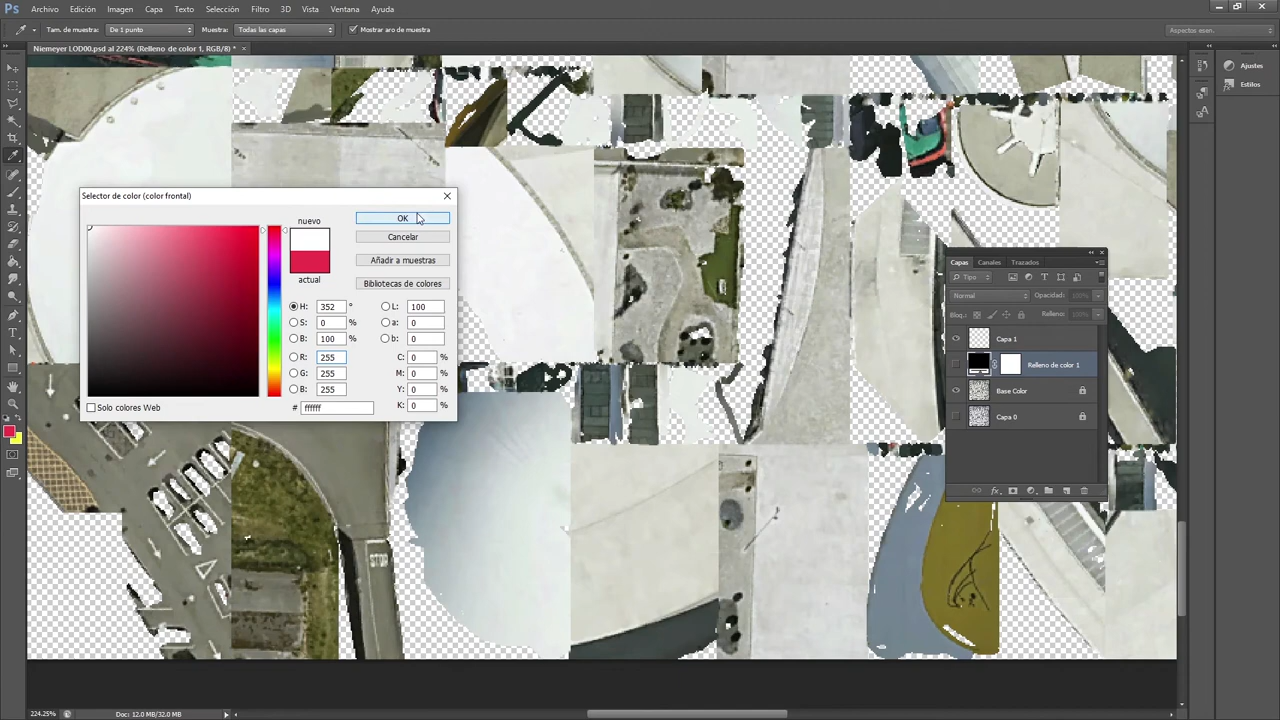 Ps Archivo Edición Imagen Capa Texto Selección Filtro 3D Vista Ventana Ayuda
Tam. de muestra: De 1 punto Muestra: Todas las capas Mostrar aro de muestra Aspectos esen.
Niemeyer LOD00.psd al 224% (Relleno de color 1, RGB/8) * ×
Ajustes
Estilos
Selector de color (color frontal)
nuevo
OK
Cancelar
Añadir a muestras
actual
Bibliotecas de colores
H: 352 ° L: 100
S: 0 % a: 0
B: 100 % b: 0
R: 255 C: 0 %
G: 255 M: 0 %
B: 255 Y: 0 %
Solo colores Web # ffffff K: 0 %
Capas Canales Trazados
Tipo
Normal Opacidad: 100%
Bloq.: Relleno: 100%
Capa 1
Relleno de color 1
Base Color
Capa 0
STOP
224.25% Doc: 12.0 MB/32.0 MB